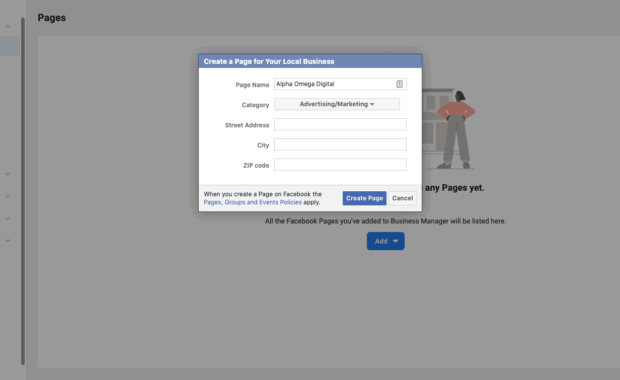 Pages
Create a Page for Your Local Business
Page Name Alpha Omega Digital
Category Advertising/Marketing
Street Address
City
ZIP code
When you create a Page on Facebook the
Pages, Groups and Events Policies apply.
Create Page Cancel
any Pages yet.
All the Facebook Pages you've added to Business Manager will be listed here.
Add